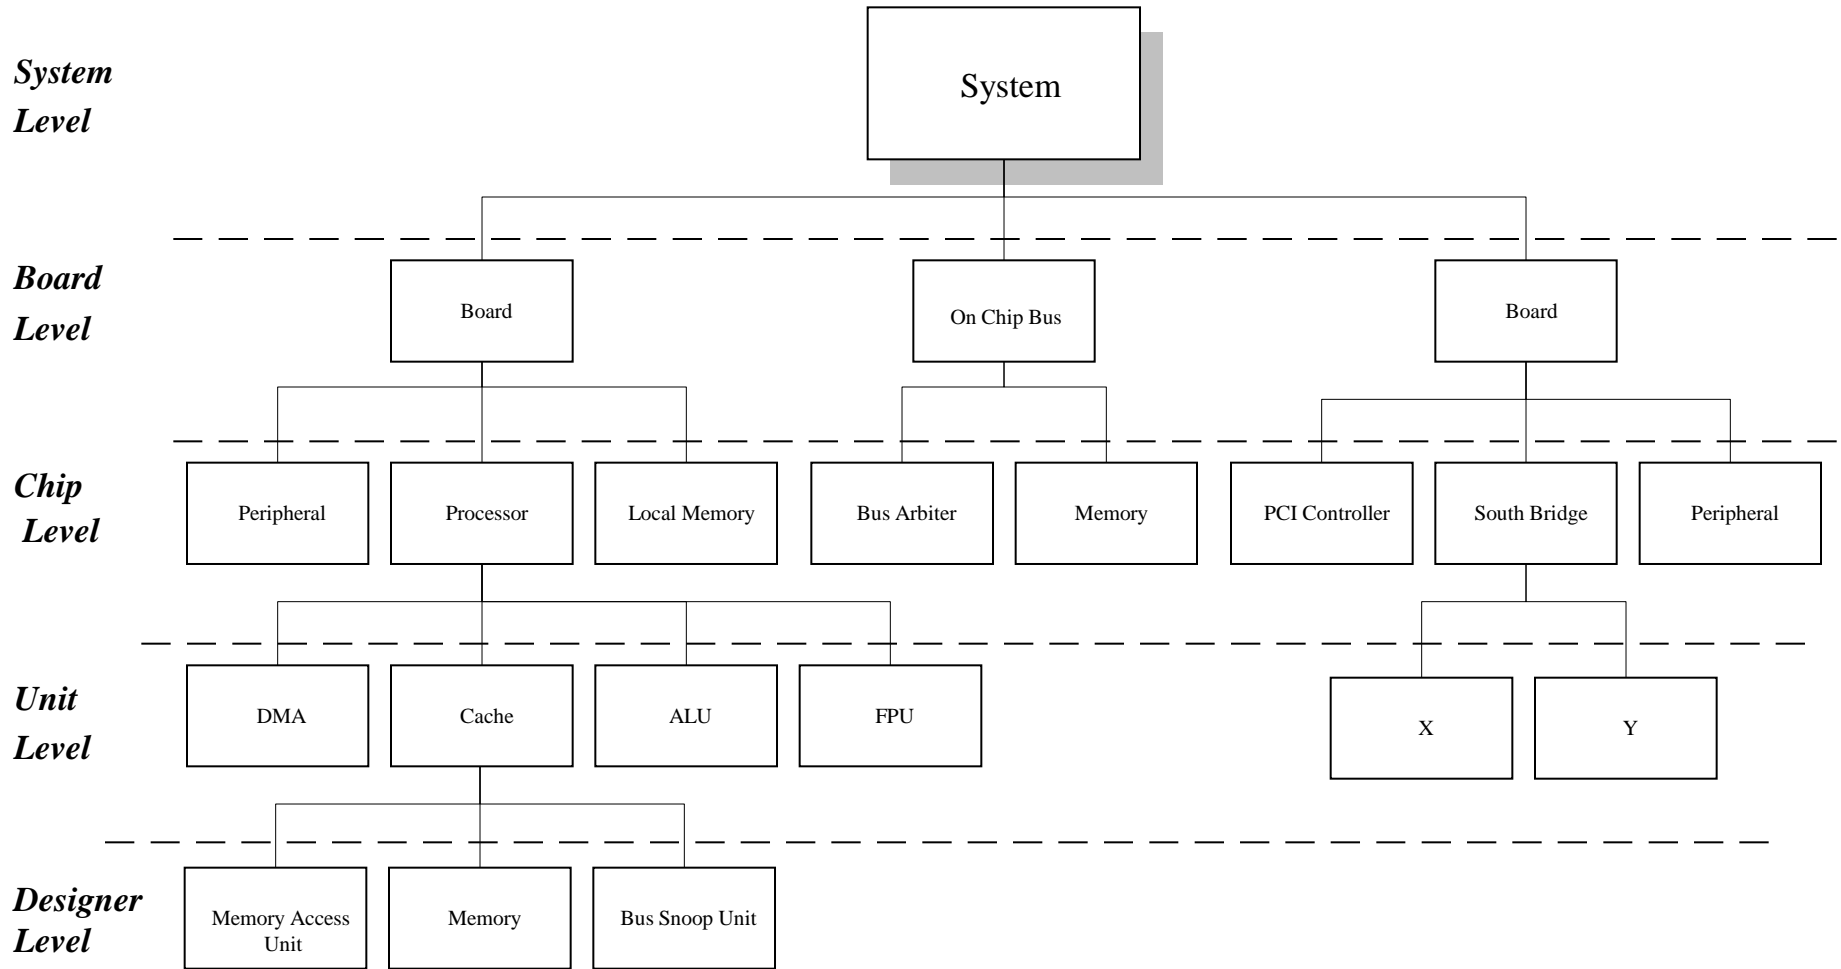 System
Level
System
Board
Level
Board
On Chip Bus
Board
Chip
Level
Peripheral
Processor
Local Memory
Bus Arbiter
Memory
PCI Controller
South Bridge
Peripheral
Unit
Level
DMA
Cache
ALU
FPU
X
Y
Designer
Level
Memory Access
Unit
Memory
Bus Snoop Unit